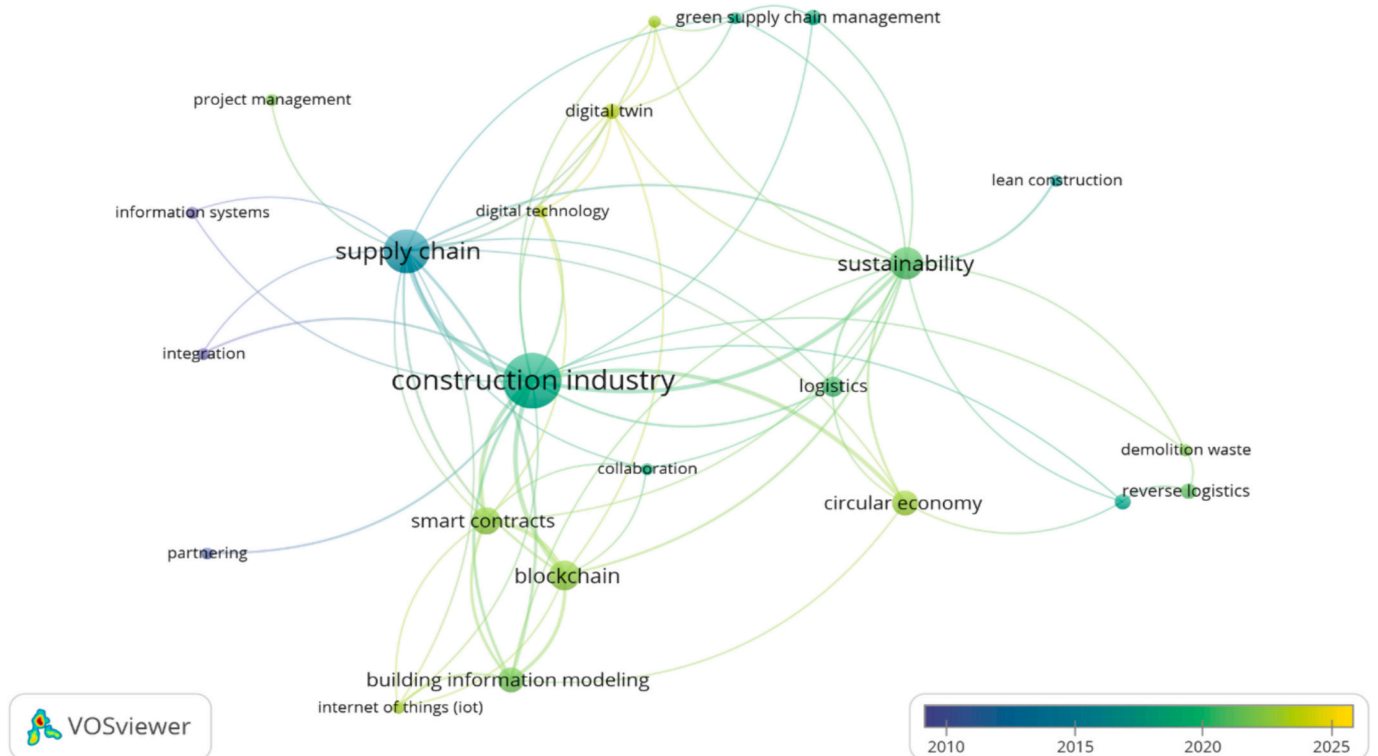 green supply chain management
project management
digital twin
lean construction
information systems
digital technology
supply chain
sustainability
integration
construction industry
logistics
demolition waste
collaboration
reverse logistics
circular economy
smart contracts
partnering
blockchain
building information modeling
internet of things (iot)
VOSviewer
2010
2015
2020
2025